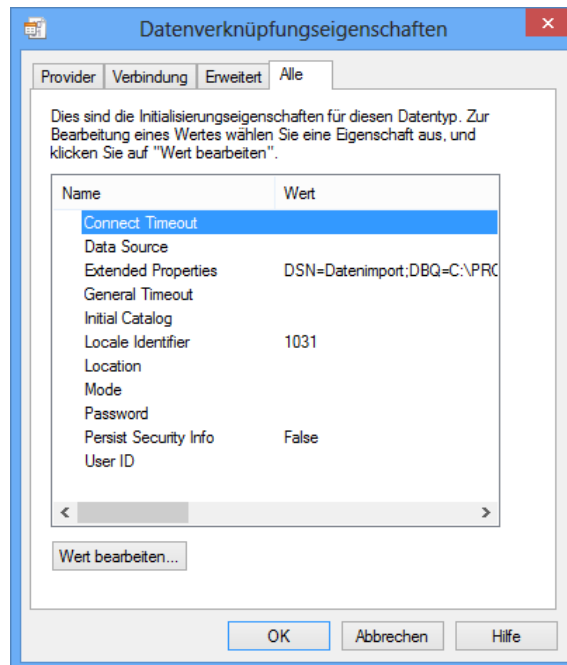 Datenverknüpfungseigenschaften
Provider Verbindung Erweitert Alle
Dies sind die Initialisierungseigenschaften für diesen Datentyp. Zur
Bearbeitung eines Wertes wählen Sie eine Eigenschaft aus, und
klicken Sie auf "Wert bearbeiten".
Name Wert
Connect Timeout
Data Source
Extended Properties DSN=Datenimport;DBQ=C:\PRO
General Timeout
Initial Catalog
Locale Identifier 1031
Location
Mode
Password
Persist Security Info False
User ID
Wert bearbeiten...
OK Abbrechen Hilfe